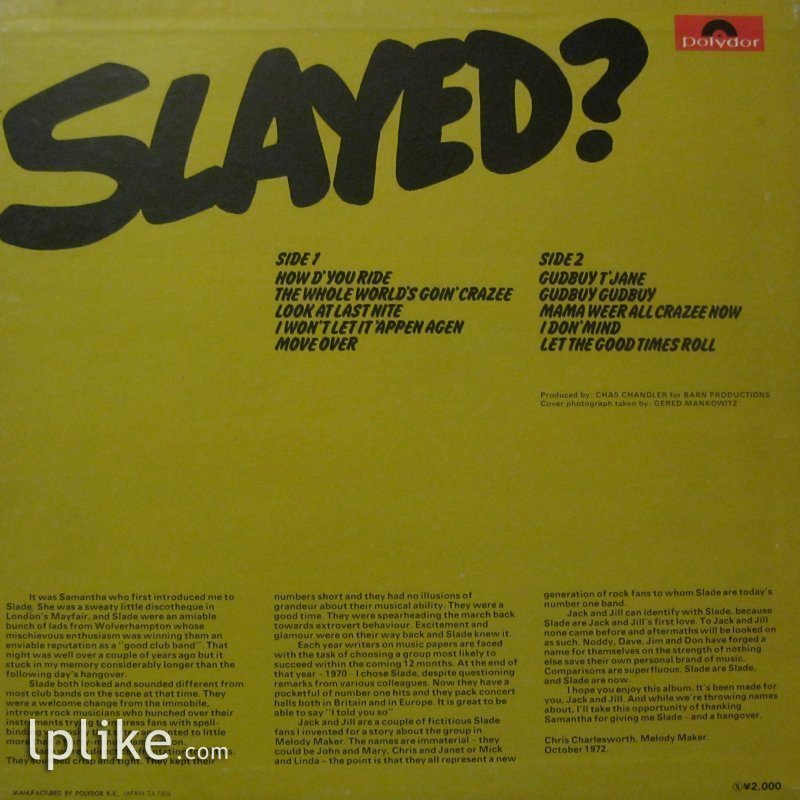 polydor
SLAYED?
SIDE 1
HOW D'YOU RIDE
THE WHOLE WORLD'S GOIN' CRAZEE
LOOK AT LAST NITE
I WON'T LET IT 'APPEN AGEN
MOVE OVER
SIDE 2
GUDBUY T'JANE
GUDBUY GUDBUY
MAMA WEER ALL CRAZEE NOW
I DON' MIND
LET THE GOOD TIMES ROLL
Produced by: CHAS CHANDLER for BARN PRODUCTIONS
Cover photograph taken by: GERED MANKOWITZ
It was Samantha who first introduced me to
Slade. She was a sweaty little discotheque in
London's Mayfair, and Slade were an amiable
bunch of lads from Wolverhampton whose
mischievous enthusiasm was winning them an
enviable reputation as a "good club band". That
night was well over a couple of years ago but it
stuck in my memory considerably longer than the
following day's hangover.
Slade both looked and sounded different from
most club bands on the scene at that time. They
were a welcome change from the immobile,
introvert rock musicians who hunched over their
instruments press fans with spell-
wanted to little
more
They sounded crisp and tight. They kept their
numbers short and they had no illusions of
grandeur about their musical ability. They were a
good time. They were spearheading the march back
towards extrovert behaviour. Excitement and
glamour were on their way back and Slade knew it.
Each year writers on music papers are faced
with the task of choosing a group most likely to
succeed within the coming 12 months. At the end of
that year – 1970 – I chose Slade, despite questioning
remarks from various colleagues. Now they have a
pocketful of number one hits and they pack concert
halls both in Britain and in Europe. It is great to be
able to say "I told you so"
Jack and Jill are a couple of fictitious Slade
fans I invented for a story about the group in
Melody Maker. The names are immaterial – they
could be John and Mary, Chris and Janet or Mick
and Linda – the point is that they all represent a new
generation of rock fans to whom Slade are today's
number one band.
Jack and Jill can identify with Slade, because
Slade are Jack and Jill's first love. To Jack and Jill
none came before and aftermaths will be looked on
as such. Noddy, Dave, Jim and Don have forged a
name for themselves on the strength of nothing
else save their own personal brand of music.
Comparisons are superfluous. Slade are Slade,
and Slade are now.
I hope you enjoy this album. It's been made for
you, Jack and Jill. And while we're throwing names
about, I'll take this opportunity of thanking
Samantha for giving me Slade – and a hangover.
Chris Charlesworth, Melody Maker.
October 1972.
lplike.com
MANUFACTURED BY POLYDOR K.K., JAPAN
Ⓧ¥2,000